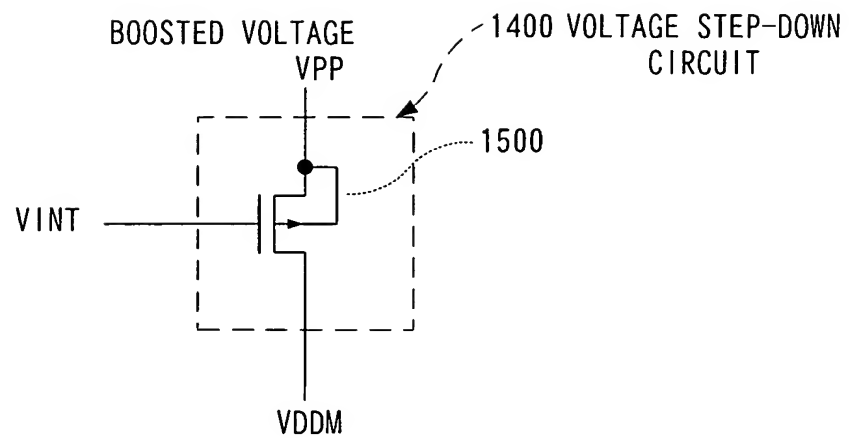 BOOSTED VOLTAGE
VPP
1400 VOLTAGE STEP-DOWN
CIRCUIT
1500
VINT
VDDM